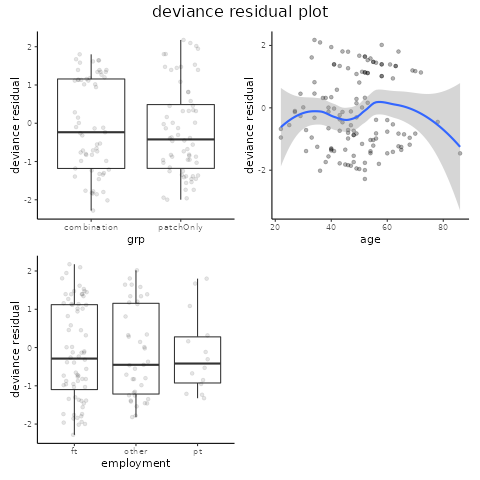 deviance residual plot
deviance residual
2
1
0
-1
-2
combination patchOnly
grp
deviance residual
2
0
-2
20 40 60 80
age
deviance residual
2
1
0
-1
-2
ft other pt
employment